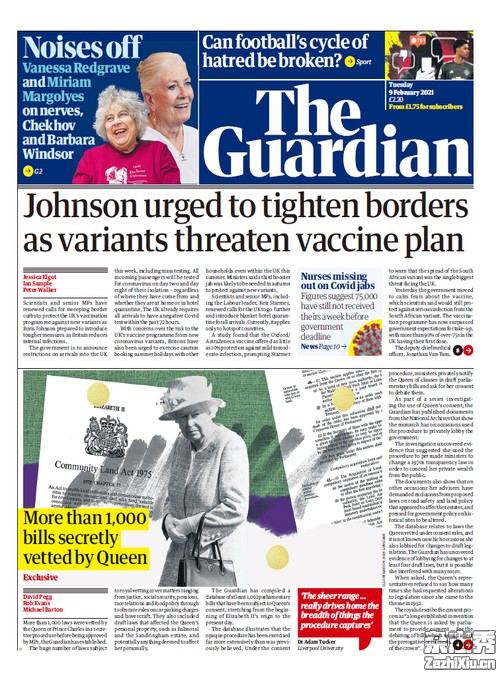 Noises off
Vanessa Redgrave
and Miriam
Margolyes
on nerves,
Chekhov
and Barbara
Windsor
G2
Can football's cycle of
hatred be broken? Sport
Tuesday
9 February 2021
£2.20
From £1.75 for subscribers
The
Guardian
Johnson urged to tighten borders
as variants threaten vaccine plan
Jessica Elgot
Ian Sample
Peter Walker
Scientists and senior MPs have
renewed calls for sweeping border
curbs to protect the UK's vaccination
programme against new variants as
Boris Johnson prepared to introduce
tougher measures as Britain reduces
internal infections.
The government is to announce
restrictions on arrivals into the UK
this week, including mass testing. All
incoming passengers will be tested
for coronavirus on day two and day
eight of their isolation - regardless
of where they have come from and
whether they are at home or in hotel
quarantine. The UK already requires
all arrivals to have a negative Covid
test within the past 72 hours.
With concerns over the risk to the
UK's vaccine programme from new
coronavirus variants, Britons have
also been urged to exercise caution
booking summer holidays with other
households even within the UK this
summer. Ministers said a third booster
jab was likely to be needed in autumn
to protect against new variants.
Scientists and senior MPs, including
the Labour leader, Keir Starmer,
renewed calls for the UK to go further
and introduce blanket hotel quarantine
for all arrivals. Currently, it applies
only to hotspot countries.
A study found that the Oxford/
AstraZeneca vaccine offered as little
as 10% protection against mild to moderate
infection, prompting Starmer
Nurses missing
out on Covid jabs
Figures suggest 75,000
have still not received
theirs a week before
government
deadline
News Page 10
to warn that the spread of the South
African variant was the single biggest
threat facing the UK.
Yesterday the government moved
to calm fears about the vaccine,
which scientists said would still protect
against serious infection from the
South African variant. The vaccination
programme has now surpassed
government expectations for take-up,
with more than 90% of over-75s in the
UK having their first dose.
The deputy chief medical
officer, Jonathan Van-Tam,
ELIZABETH II
Community Land Act 1975
More than 1,000
bills secretly
vetted by Queen
Exclusive
David Pegg
Rob Evans
Michael Barton
More than 1,000 laws were vetted by
the Queen or Prince Charles in a secretive
procedure before being approved
by MPs, the Guardian has established.
The huge number of laws subject
to royal vetting cover matters ranging
from justice, social security, pensions,
race relations and food policy through
to obscure rules on car parking charges
and hovercraft. They also included
draft laws that affected the Queen's
personal property, such as Balmoral
and the Sandringham estate, and
potentially anything deemed to affect
her personally.
The Guardian has compiled a
database of at least 1,062 parliamentary
bills that have been subject to Queen's
consent, stretching from the beginning
of Elizabeth II's reign to the
present day.
The database illustrates that the
opaque procedure has been exercised
far more extensively than was previously
believed. Under the consent
'The sheer range ...
really drives home the
breadth of things the
procedure captures'
Dr Adam Tucker
Liverpool University
procedure, ministers privately notify
the Queen of clauses in draft parliamentary
bills and ask for her consent
to debate them.
As part of a series investigating
the use of Queen's consent, the
Guardian has published documents
from the National Archives that show
the monarch has on occasions used
the procedure to privately lobby the
government.
The investigation uncovered evidence
that suggested she used the
procedure to persuade ministers to
change a 1970s transparency law in
order to conceal her private wealth
from the public.
The documents also show that on
other occasions her advisers have
demanded exclusions from proposed
laws on road safety and land policy
that appeared to affect her estates, and
pressed for government policy on historical
sites to be altered.
The database relates to laws the
Queen vetted under consent rules, and
it is not known on how many occasions she
also lobbied for changes to draft legislation.
The Guardian has uncovered
evidence of lobbying for changes to at
least four draft laws, but it is possible
she interfered with many more.
When asked, the Queen's representatives
refused to say how many
times she had requested alterations
to legislation since she came to the
throne in 1952.
The royals describe the consent process
as "a long established convention
that the Queen is asked by parliament
to provide consent
of the crown".
ZaZhiXiu.cn